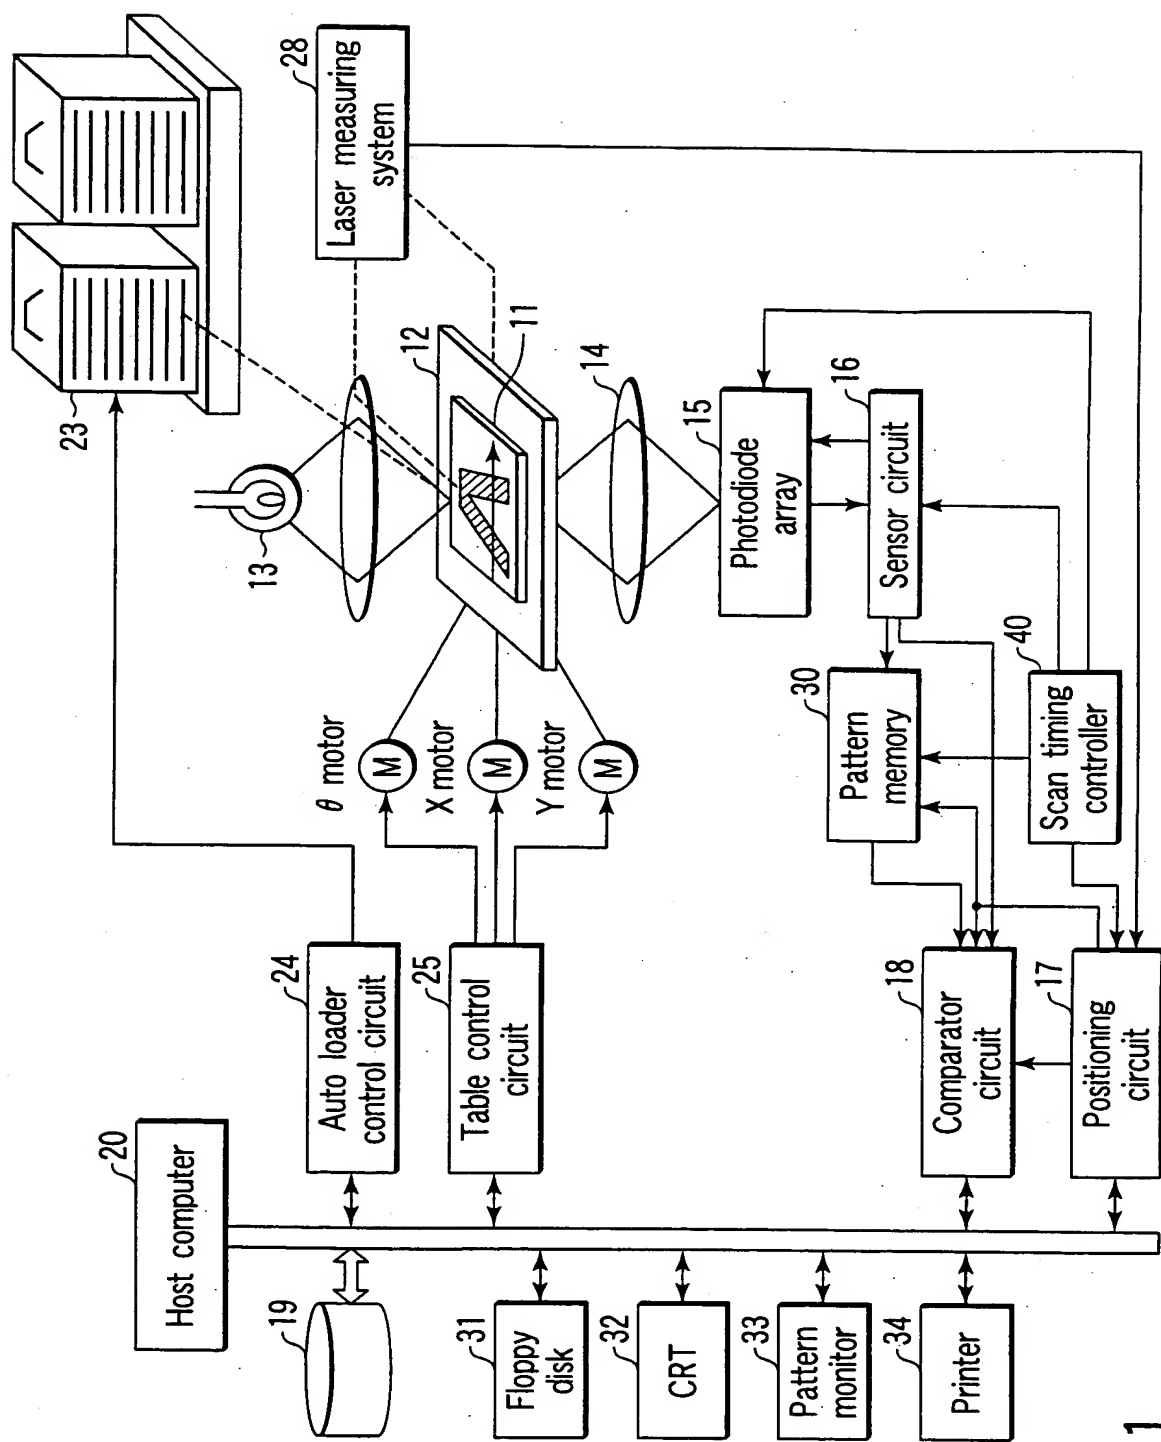 20
Host computer
19
31
Floppy
disk
32
CRT
33
Pattern
monitor
34
Printer
24
Auto loader
control circuit
25
Table control
circuit
18
Comparator
circuit
17
Positioning
circuit
θ motor
M
X motor
M
Y motor
M
30
Pattern
memory
40
Scan timing
controller
23
13
12
11
14
15
Photodiode
array
16
Sensor circuit
28
Laser measuring
system
1